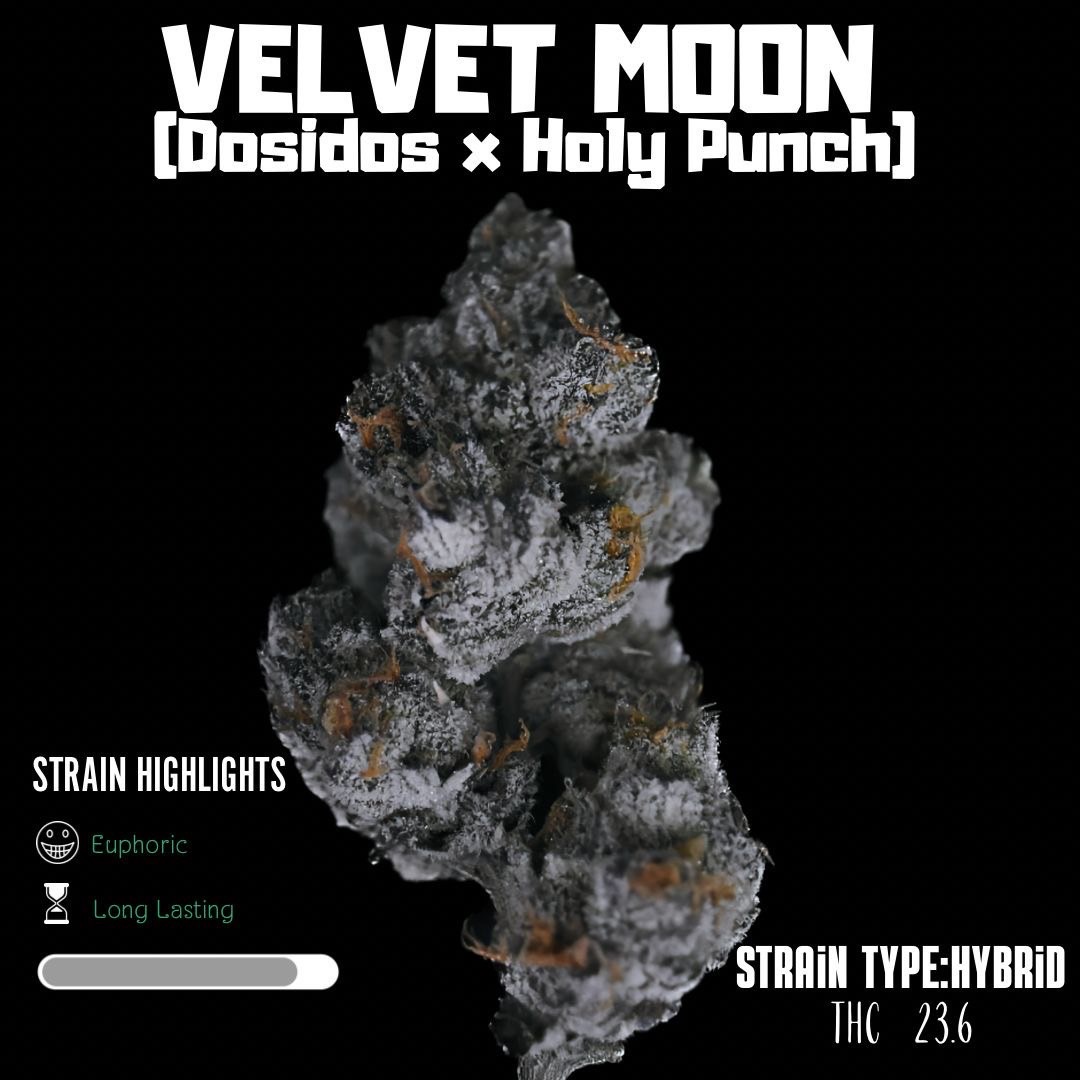 VELVET MOON
[Dosidos x Holy Punch]
STRAIN HIGHLIGHTS
Euphoric
Long Lasting
STRAiN TYPE:HYBRiD
THC 23.6